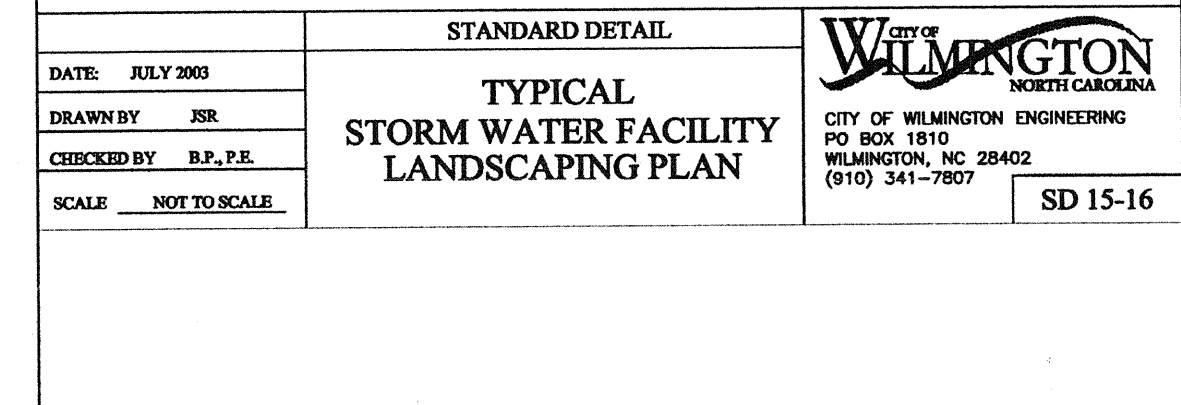 STANDARD DETAIL
DATE: JULY 2003
DRAWN BY JSR
CHECKED BY B.P., P.E.
SCALE NOT TO SCALE
TYPICAL
STORM WATER FACILITY
LANDSCAPING PLAN
CITY OF
WILMINGTON
NORTH CAROLINA
CITY OF WILMINGTON ENGINEERING
PO BOX 1810
WILMINGTON, NC 28402
(910) 341-7807
SD 15-16